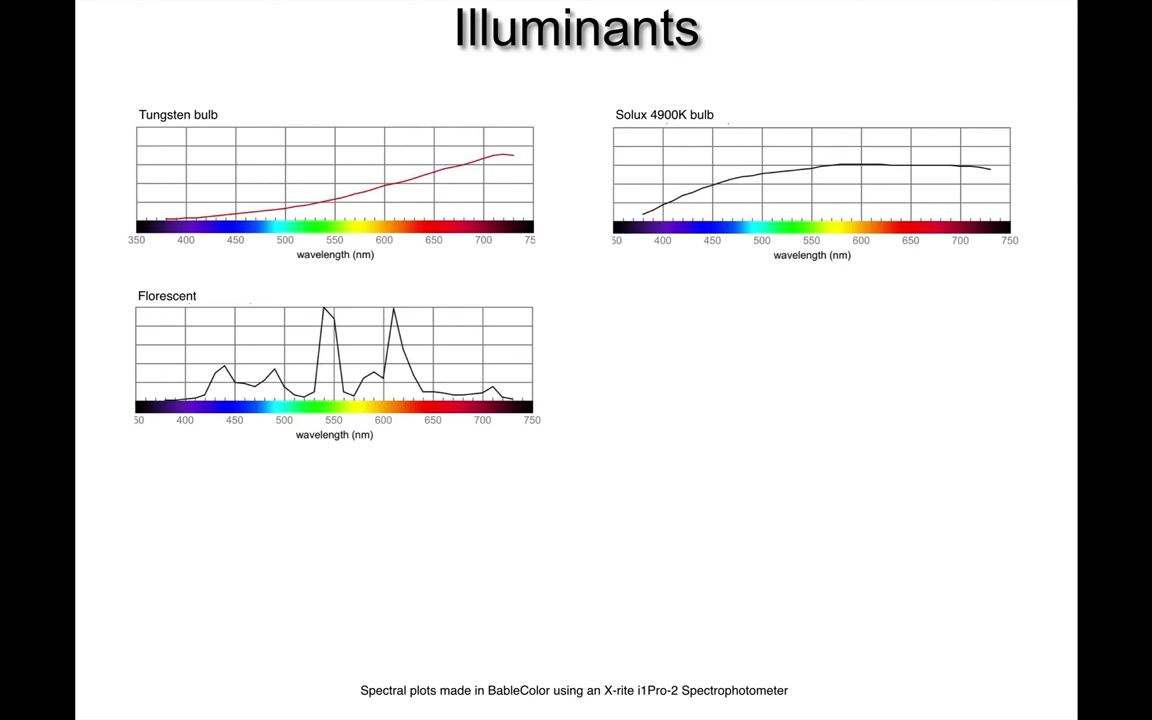 Illuminants
Tungsten bulb
350 400 450 500 550 600 650 700 75
wavelength (nm)
Solux 4900K bulb
50 400 450 500 550 600 650 700 750
wavelength (nm)
Florescent
50 400 450 500 550 600 650 700 750
wavelength (nm)
Spectral plots made in BableColor using an X-rite i1Pro-2 Spectrophotometer